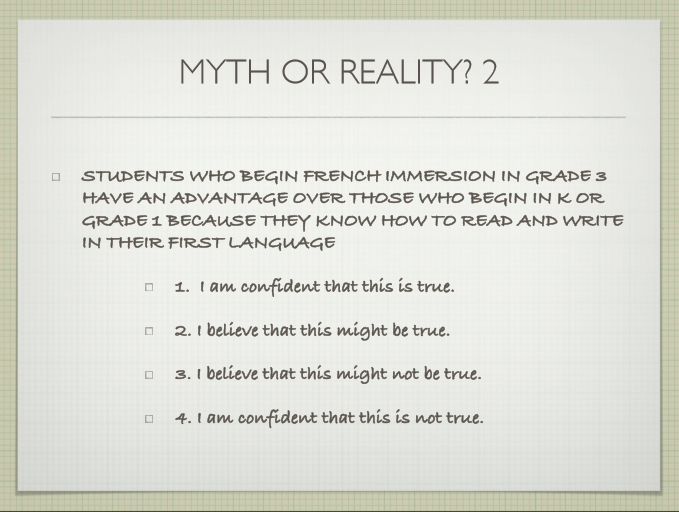 MYTH OR REALITY? 2
STUDENTS WHO BEGIN FRENCH IMMERSION IN GRADE 3
HAVE AN ADVANTAGE OVER THOSE WHO BEGIN IN K OR
GRADE 1 BECAUSE THEY KNOW HOW TO READ AND WRITE
IN THEIR FIRST LANGUAGE
1. I am confident that this is true.
2. I believe that this might be true.
3. I believe that this might not be true.
4. I am confident that this is not true.